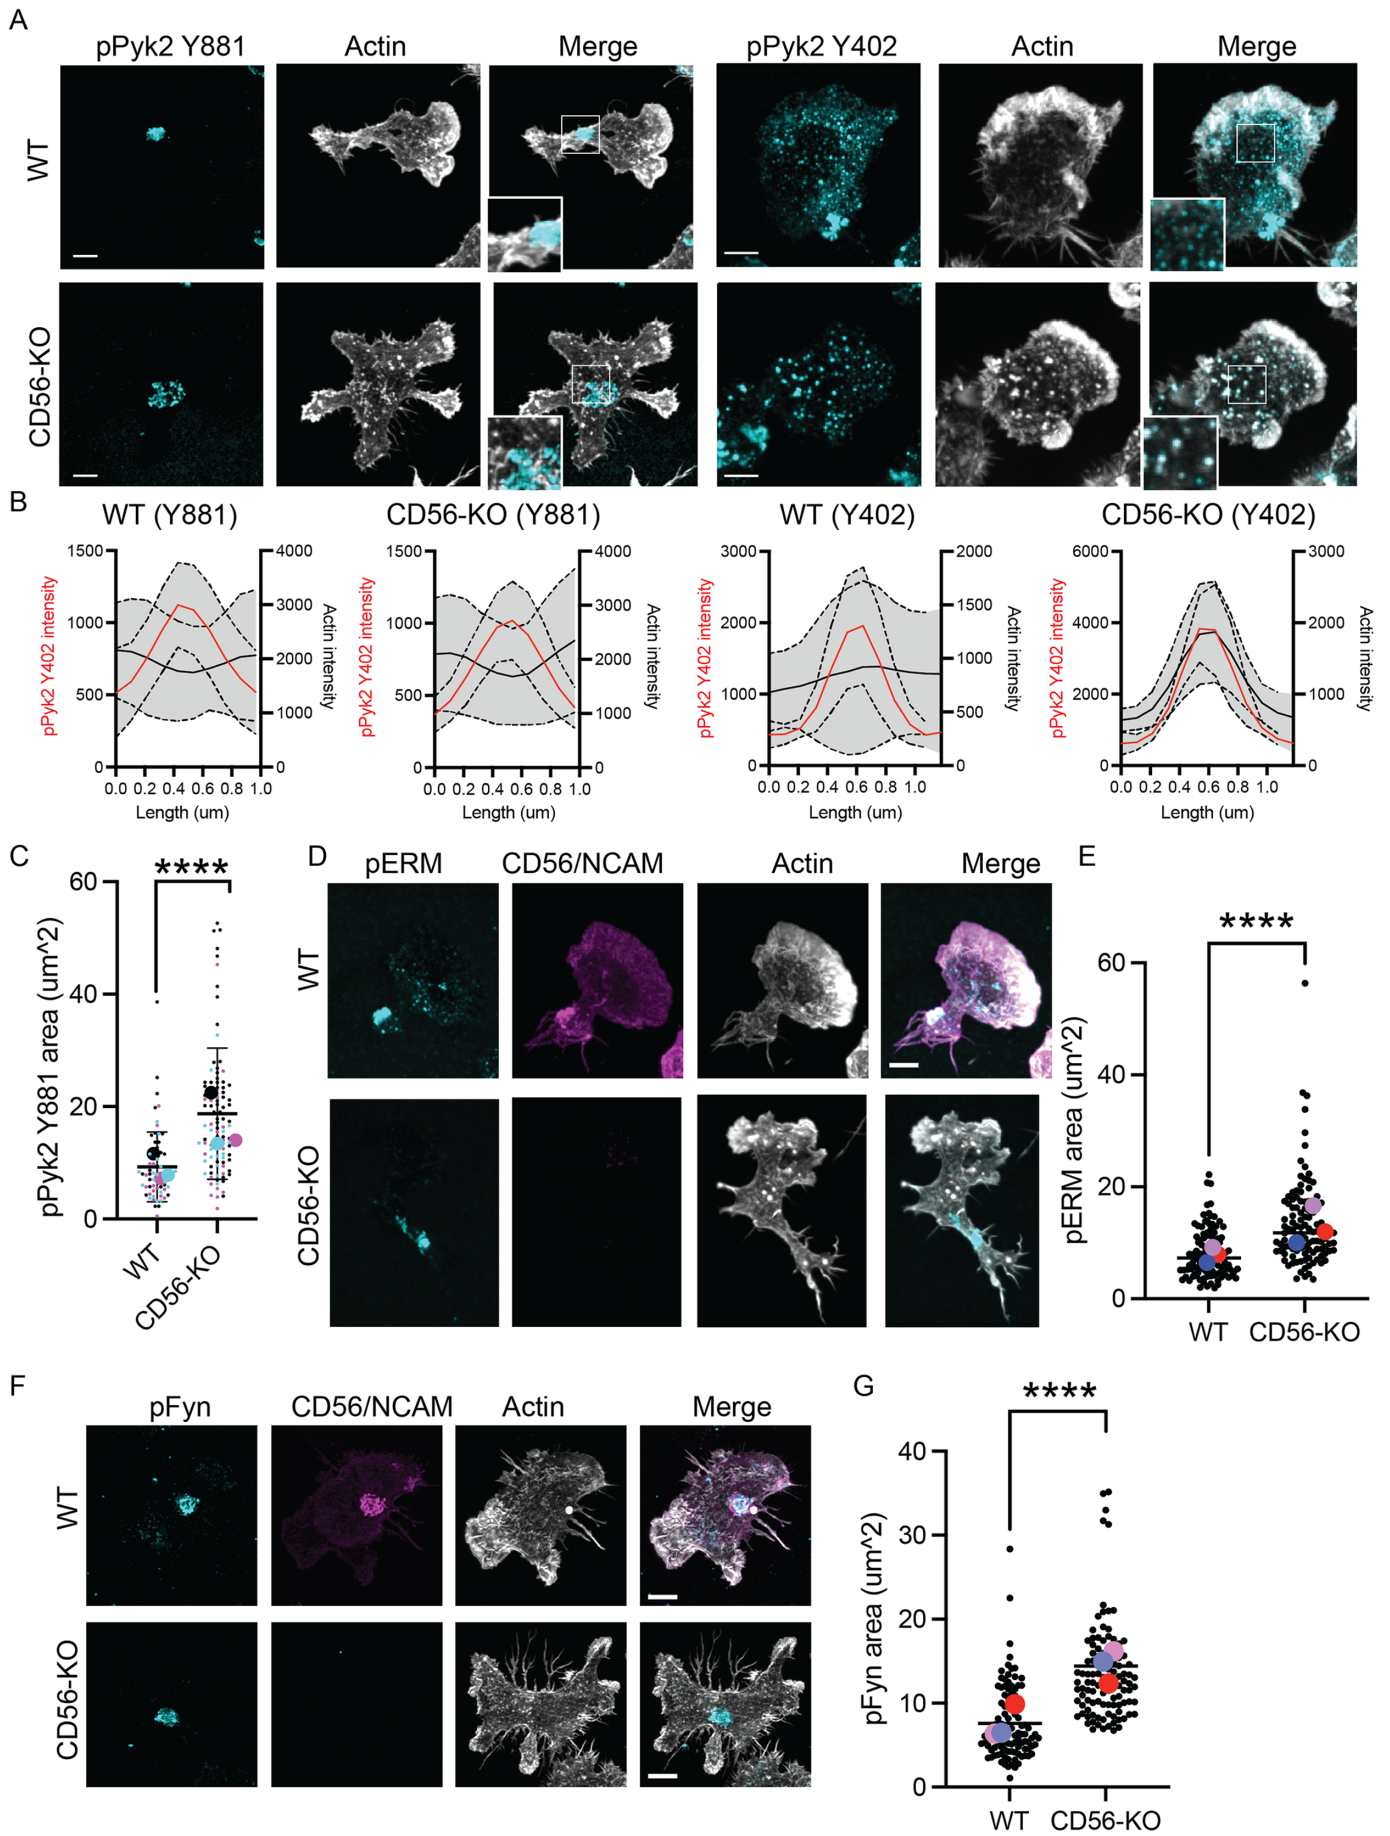 A
pPyk2 Y881 Actin Merge pPyk2 Y402 Actin Merge
WT
CD56-KO
B
WT (Y881) CD56-KO (Y881) WT (Y402) CD56-KO (Y402)
1500 4000 1500 4000 3000 2000 6000 3000
3000 3000 1500
1000 1000 2000 4000 2000
2000 2000 1000
500 500 1000 2000 1000
1000 1000 500
0 0 0 0 0 0 0 0
pPyk2 Y402 intensity Actin intensity pPyk2 Y402 intensity Actin intensity pPyk2 Y402 intensity Actin intensity pPyk2 Y402 intensity Actin intensity
0.0 0.2 0.4 0.6 0.8 1.0 0.0 0.2 0.4 0.6 0.8 1.0 0.0 0.2 0.4 0.6 0.8 1.0 0.0 0.2 0.4 0.6 0.8 1.0
Length (um) Length (um) Length (um) Length (um)
C
****
60
40
20
0
pPyk2 Y881 area (um^2)
WT
CD56-KO
D
pERM CD56/NCAM Actin Merge
WT
CD56-KO
E
****
60
40
20
0
pERM area (um^2)
WT CD56-KO
F
pFyn CD56/NCAM Actin Merge
WT
CD56-KO
G
****
40
30
20
10
0
pFyn area (um^2)
WT CD56-KO